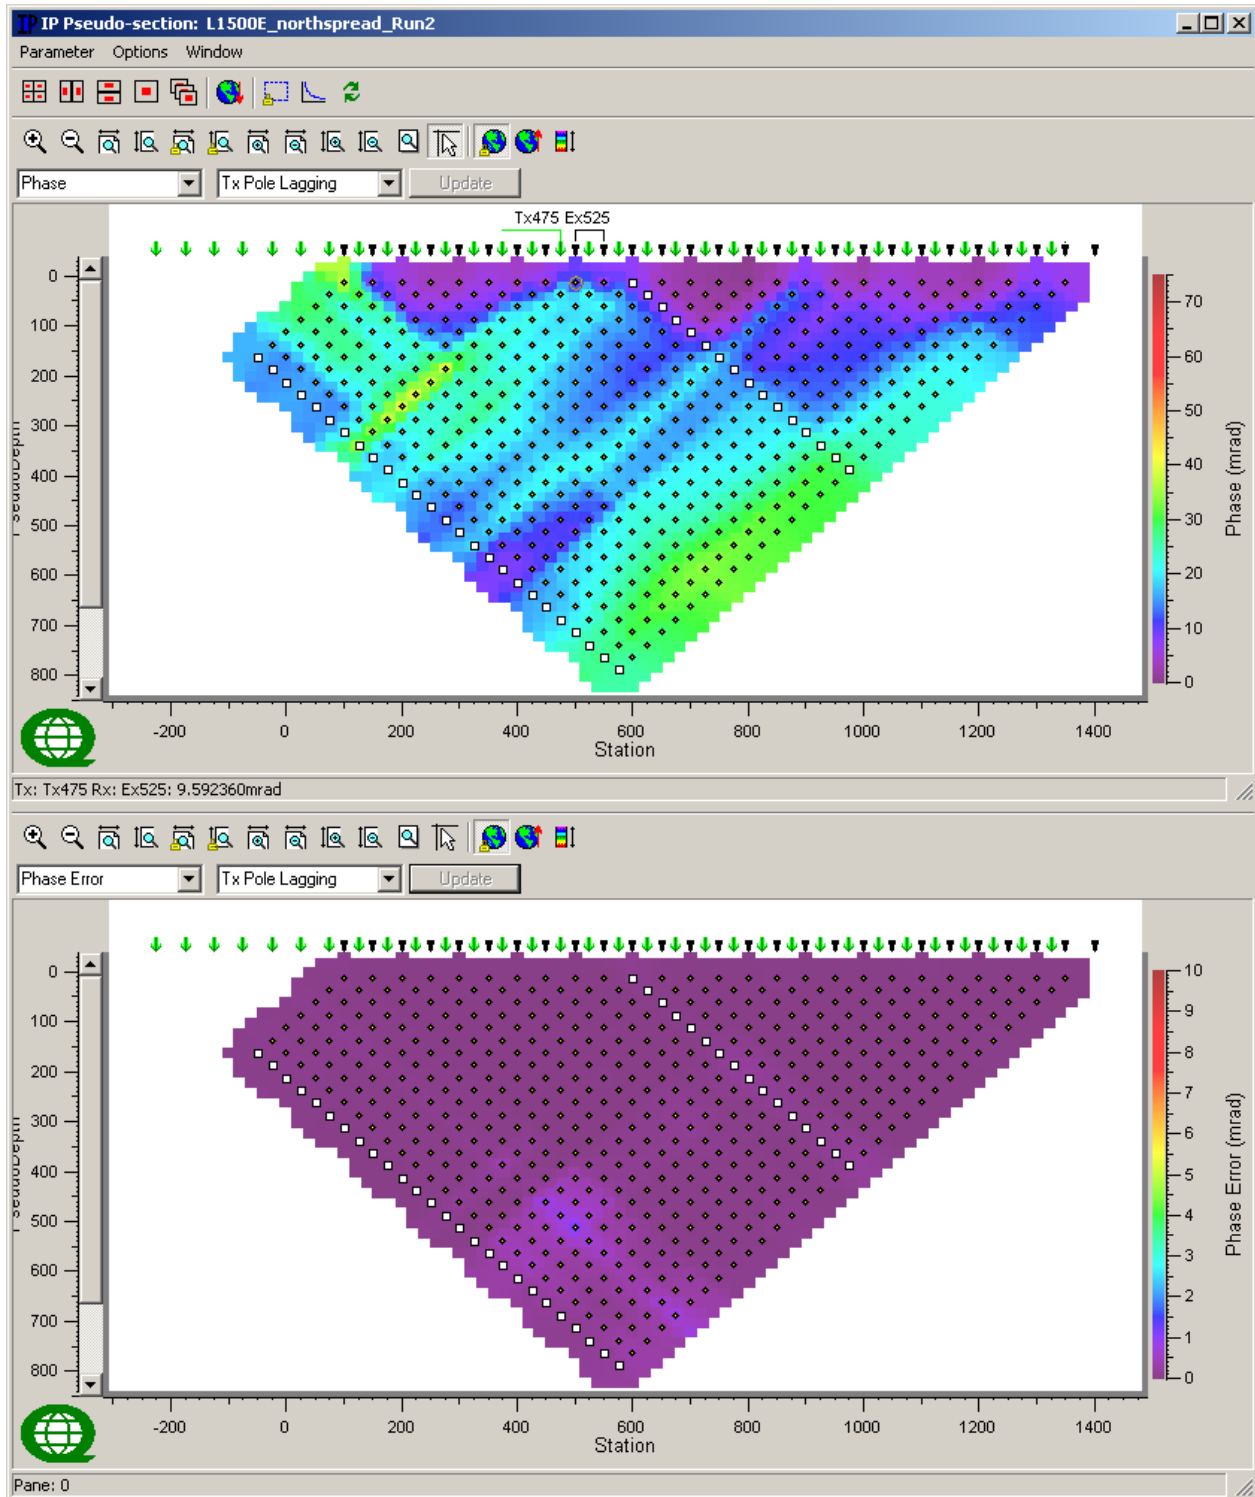 IP Pseudo-section: L1500E_northspread_Run2
Parameter Options Window
Phase Tx Pole Lagging Update
Tx475 Ex525
0
100
200
300
400
500
600
700
800
70
60
50
40
30
20
10
0
Phase (mrad)
-200 0 200 400 600 800 1000 1200 1400
Station
Tx: Tx475 Rx: Ex525: 9.592360mrad
Phase Error Tx Pole Lagging Update
0
100
200
300
400
500
600
700
800
10
9
8
7
6
5
4
3
2
1
0
Phase Error (mrad)
-200 0 200 400 600 800 1000 1200 1400
Station
Pane: 0